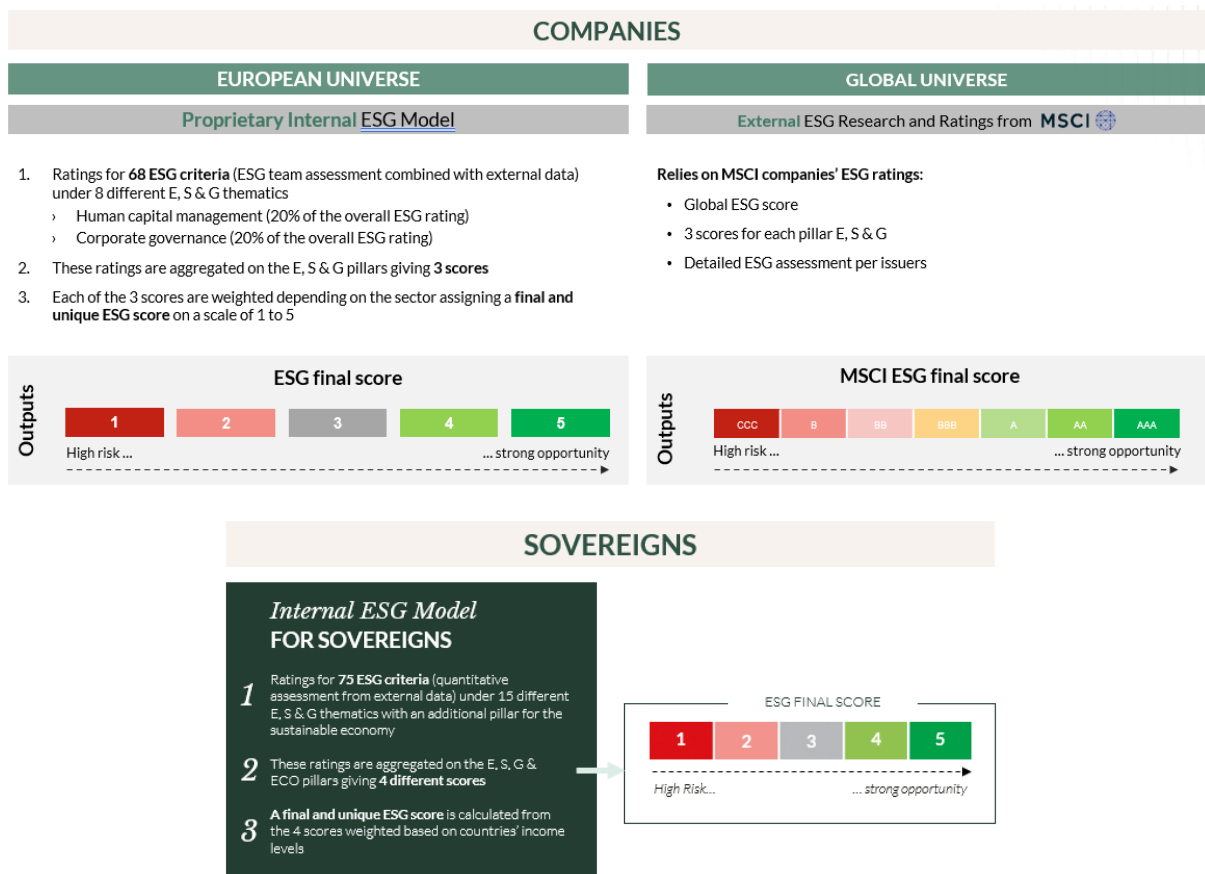 COMPANIES
EUROPEAN UNIVERSE
Proprietary Internal ESG Model
1. Ratings for 68 ESG criteria (ESG team assessment combined with external data)
under 8 different E, S & G thematics
› Human capital management (20% of the overall ESG rating)
› Corporate governance (20% of the overall ESG rating)
2. These ratings are aggregated on the E, S & G pillars giving 3 scores
3. Each of the 3 scores are weighted depending on the sector assigning a final and
unique ESG score on a scale of 1 to 5
Outputs
ESG final score
1 2 3 4 5
High risk ... ... strong opportunity
GLOBAL UNIVERSE
External ESG Research and Ratings from MSCI
Relies on MSCI companies' ESG ratings:
• Global ESG score
• 3 scores for each pillar E, S & G
• Detailed ESG assessment per issuers
Outputs
MSCI ESG final score
CCC B BB BBB A AA AAA
High risk ... ... strong opportunity
SOVEREIGNS
Internal ESG Model
FOR SOVEREIGNS
1 Ratings for 75 ESG criteria (quantitative
assessment from external data) under 15 different
E, S & G thematics with an additional pillar for the
sustainable economy
2 These ratings are aggregated on the E, S, G &
ECO pillars giving 4 different scores
3 A final and unique ESG score is calculated from
the 4 scores weighted based on countries' income
levels
ESG FINAL SCORE
1 2 3 4 5
High Risk... ... strong opportunity